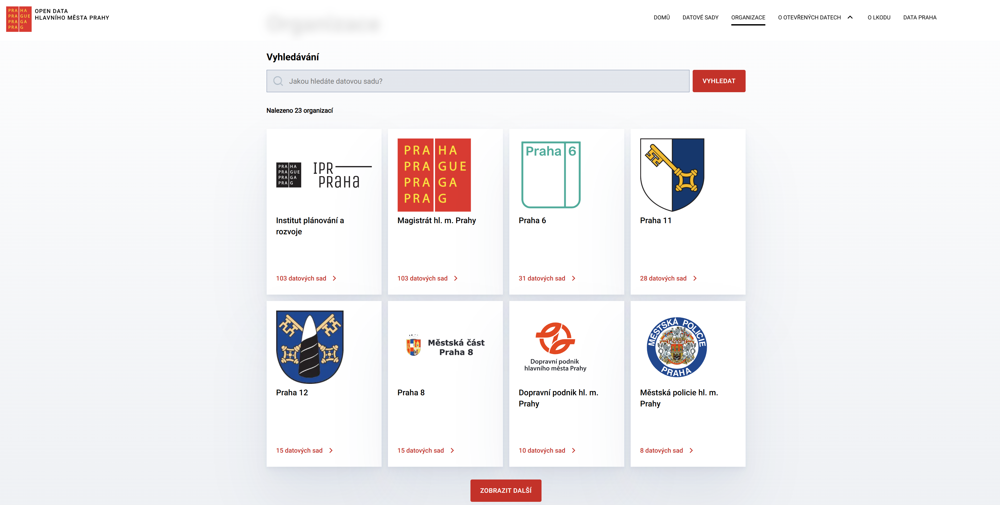 PRA HA
PRA GUE
PRA GA
PRA G
OPEN DATA
HLAVNÍHO MĚSTA PRAHY
DOMŮ
DATOVÉ SADY
ORGANIZACE
O OTEVŘENÝCH DATECH
O LKODU
DATA PRAHA
Organizace
Vyhledávání
Jakou hledáte datovou sadu?
VYHLEDAT
Nalezeno 23 organizací
PRA HA
PRA GUE
PRA GA
PRA G
IPR
PRAHA
Institut plánování a
rozvoje
103 datových sad
PRA HA
PRA GUE
PRA GA
PRA G
Magistrát hl. m. Prahy
103 datových sad
Praha 6
Praha 6
31 datových sad
Praha 11
28 datových sad
Praha 12
15 datových sad
Městská část
Praha 8
Praha 8
15 datových sad
Dopravní podnik
hlavního města Prahy
Dopravní podnik hl. m.
Prahy
10 datových sad
MĚSTSKÁ POLICIE
PRAHA
Městská policie hl. m.
Prahy
8 datových sad
ZOBRAZIT DALŠÍ